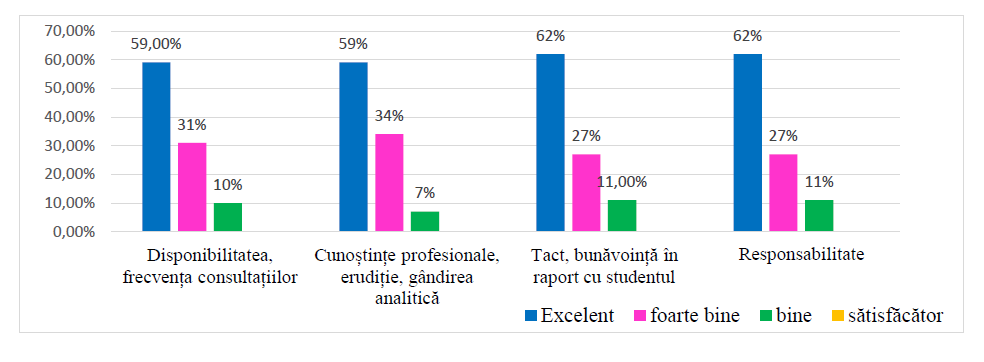 70,00%
60,00%
50,00%
40,00%
30,00%
20,00%
10,00%
0,00%
59,00%
31%
10%
59%
34%
7%
62%
27%
11,00%
62%
27%
11%
Disponibilitatea,
frecvența consultațiilor
Cunoștințe profesionale,
erudiție, gândirea
analitică
Tact, bunăvoință în
raport cu studentul
Responsabilitate
Excelent
foarte bine
bine
sătisfăcător